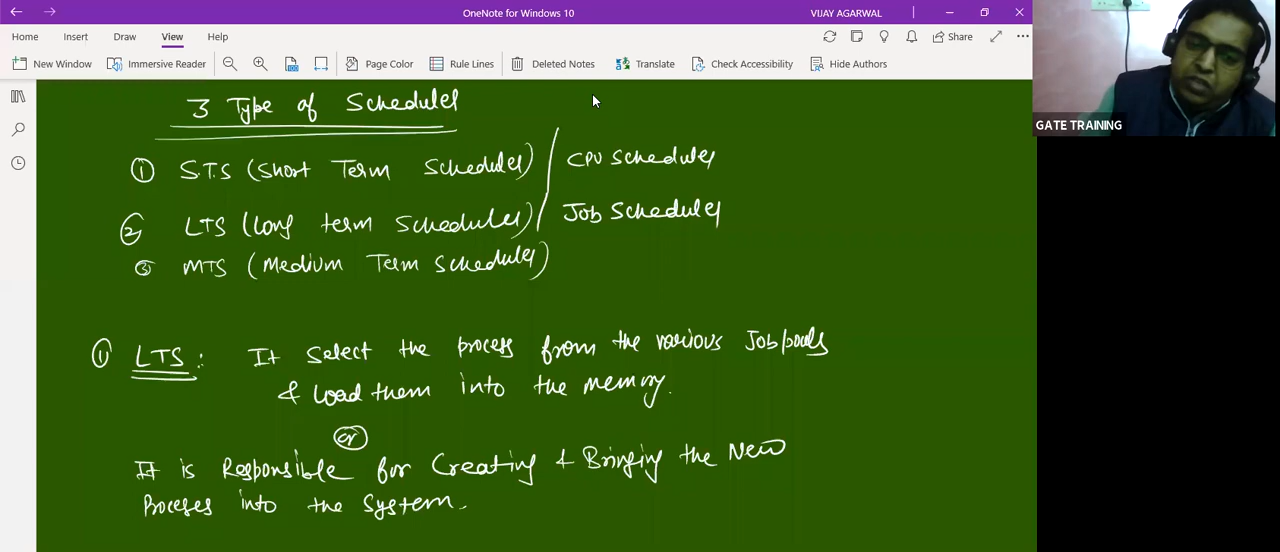 OneNote for Windows 10
VIJAY AGARWAL
Home Insert Draw View Help
Share
New Window Immersive Reader Page Color Rule Lines Deleted Notes Translate Check Accessibility Hide Authors
GATE TRAINING
3 Type of Scheduler
① S.T.S (Short Term Scheduler) / CPU Scheduler
② LTS (Long term Scheduler) / Job Scheduler
③ MTS (Medium Term Scheduler)
① LTS : It Select the process from the various Job/pools
& Load them into the memory.
or
It is Responsible for Creating & Bringing the New
Proceses into the System.